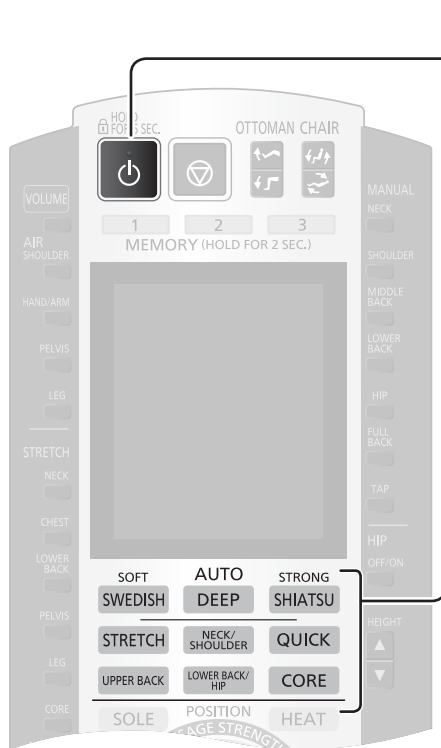 HOLD
FOR 5 SEC.
OTTOMAN CHAIR
1 2 3
MEMORY (HOLD FOR 2 SEC.)
VOLUME
AIR
SHOULDER
HAND/ARM
PELVIS
LEG
STRETCH
NECK
CHEST
LOWER
BACK
PELVIS
LEG
CORE
MANUAL
NECK
SHOULDER
MIDDLE
BACK
LOWER
BACK
HIP
FULL
BACK
TAP
HIP
OFF/ON
HEIGHT
SOFT AUTO STRONG
SWEDISH DEEP SHIATSU
STRETCH NECK/
SHOULDER QUICK
UPPER BACK LOWER BACK/
HIP CORE
SOLE POSITION HEAT